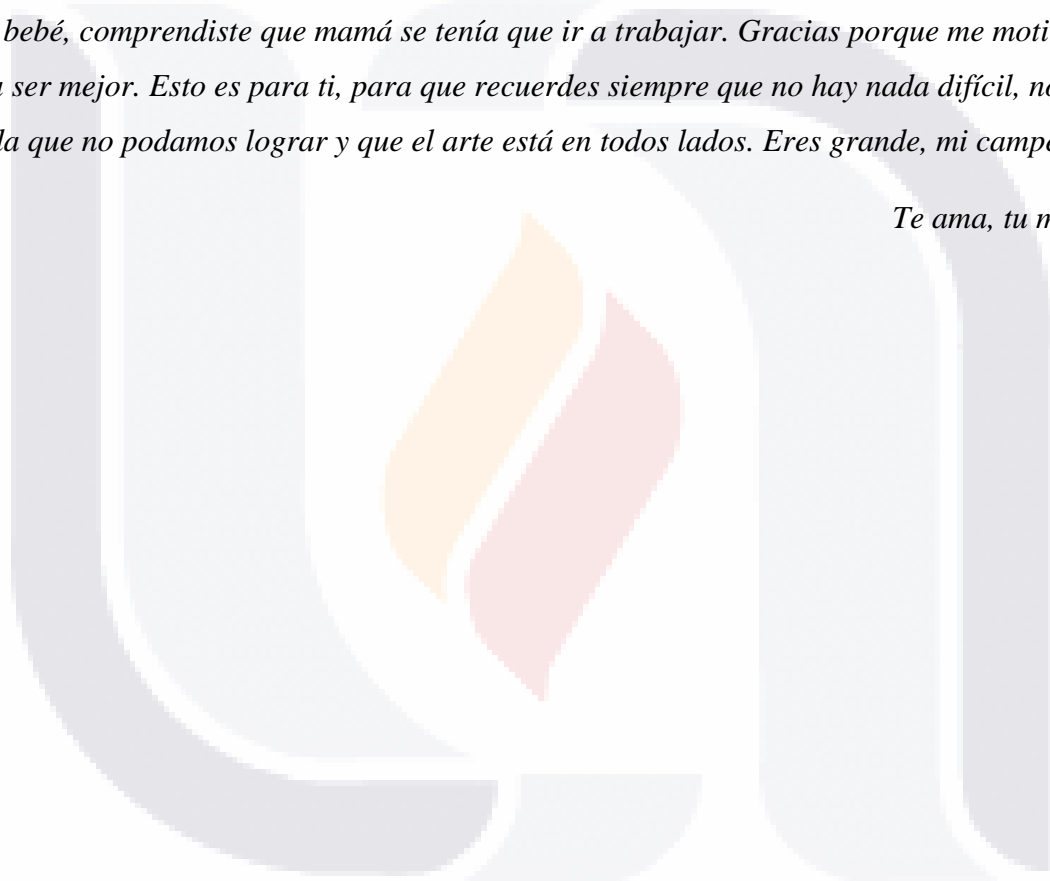 bebé, comprendiste que mamá se tenía que ir a trabajar. Gracias porque me moti
ser mejor. Esto es para ti, para que recuerdes siempre que no hay nada difícil, no
que no podamos lograr y que el arte está en todos lados. Eres grande, mi campe
Te ama, tu m